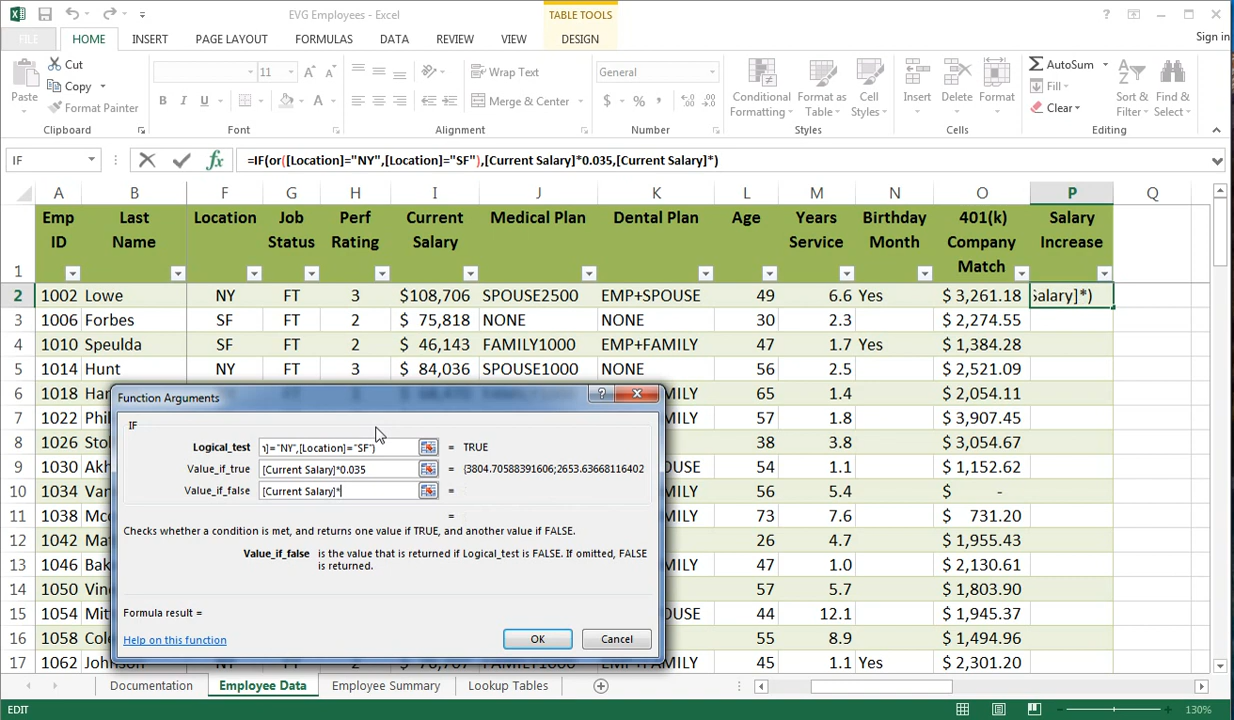 EVG Employees - Excel
TABLE TOOLS
Sign in
FILE HOME INSERT PAGE LAYOUT FORMULAS DATA REVIEW VIEW DESIGN
Cut
Copy
Format Painter
Paste
Clipboard
11
Font
Wrap Text
Merge & Center
Alignment
General
Number
Conditional Formatting
Format as Table
Cell Styles
Styles
Insert Delete Format
Cells
AutoSum
Fill
Clear
Sort & Filter
Find & Select
Editing
IF =IF(or([Location]="NY",[Location]="SF"),[Current Salary]*0.035,[Current Salary]*)
A B F G H I J K L M N O P Q
1 Emp ID Last Name Location Job Status Perf Rating Current Salary Medical Plan Dental Plan Age Years Service Birthday Month 401(k) Company Match Salary Increase
2 1002 Lowe NY FT 3 $108,706 SPOUSE2500 EMP+SPOUSE 49 6.6 Yes $ 3,261.18 Salary]*)
3 1006 Forbes SF FT 2 $ 75,818 NONE NONE 30 2.3 $ 2,274.55
4 1010 Speulda SF FT 2 $ 46,143 FAMILY1000 EMP+FAMILY 47 1.7 Yes $ 1,384.28
5 1014 Hunt NY FT 3 $ 84,036 SPOUSE1000 NONE 56 2.5 $ 2,521.09
6 1018 65 1.4 $ 2,054.11
7 1022 57 1.8 $ 3,907.45
8 1026 38 3.8 $ 3,054.67
9 1030 54 1.1 $ 1,152.62
10 1034 56 5.4 $ -
11 1038 73 7.6 $ 731.20
12 1042 26 4.7 $ 1,955.43
13 1046 47 1.0 $ 2,130.61
14 1050 57 5.7 $ 1,803.90
15 1054 44 12.1 $ 1,945.37
16 1058 55 8.9 $ 1,494.96
17 1062 Johnson 45 1.1 Yes $ 2,301.20
Function Arguments
IF
Logical_test ]="NY",[Location]="SF") = TRUE
Value_if_true [Current Salary]*0.035 = {3804.70588391606;2653.63668116402
Value_if_false [Current Salary]* =
=
Checks whether a condition is met, and returns one value if TRUE, and another value if FALSE.
Value_if_false is the value that is returned if Logical_test is FALSE. If omitted, FALSE
is returned.
Formula result =
Help on this function
OK Cancel
Documentation Employee Data Employee Summary Lookup Tables
EDIT
130%